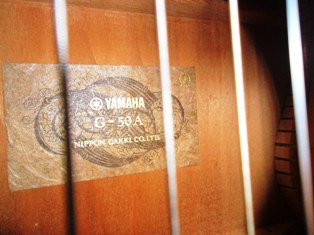 YAMAHA
G-50A
NIPPON GAKKI CO. LTD.